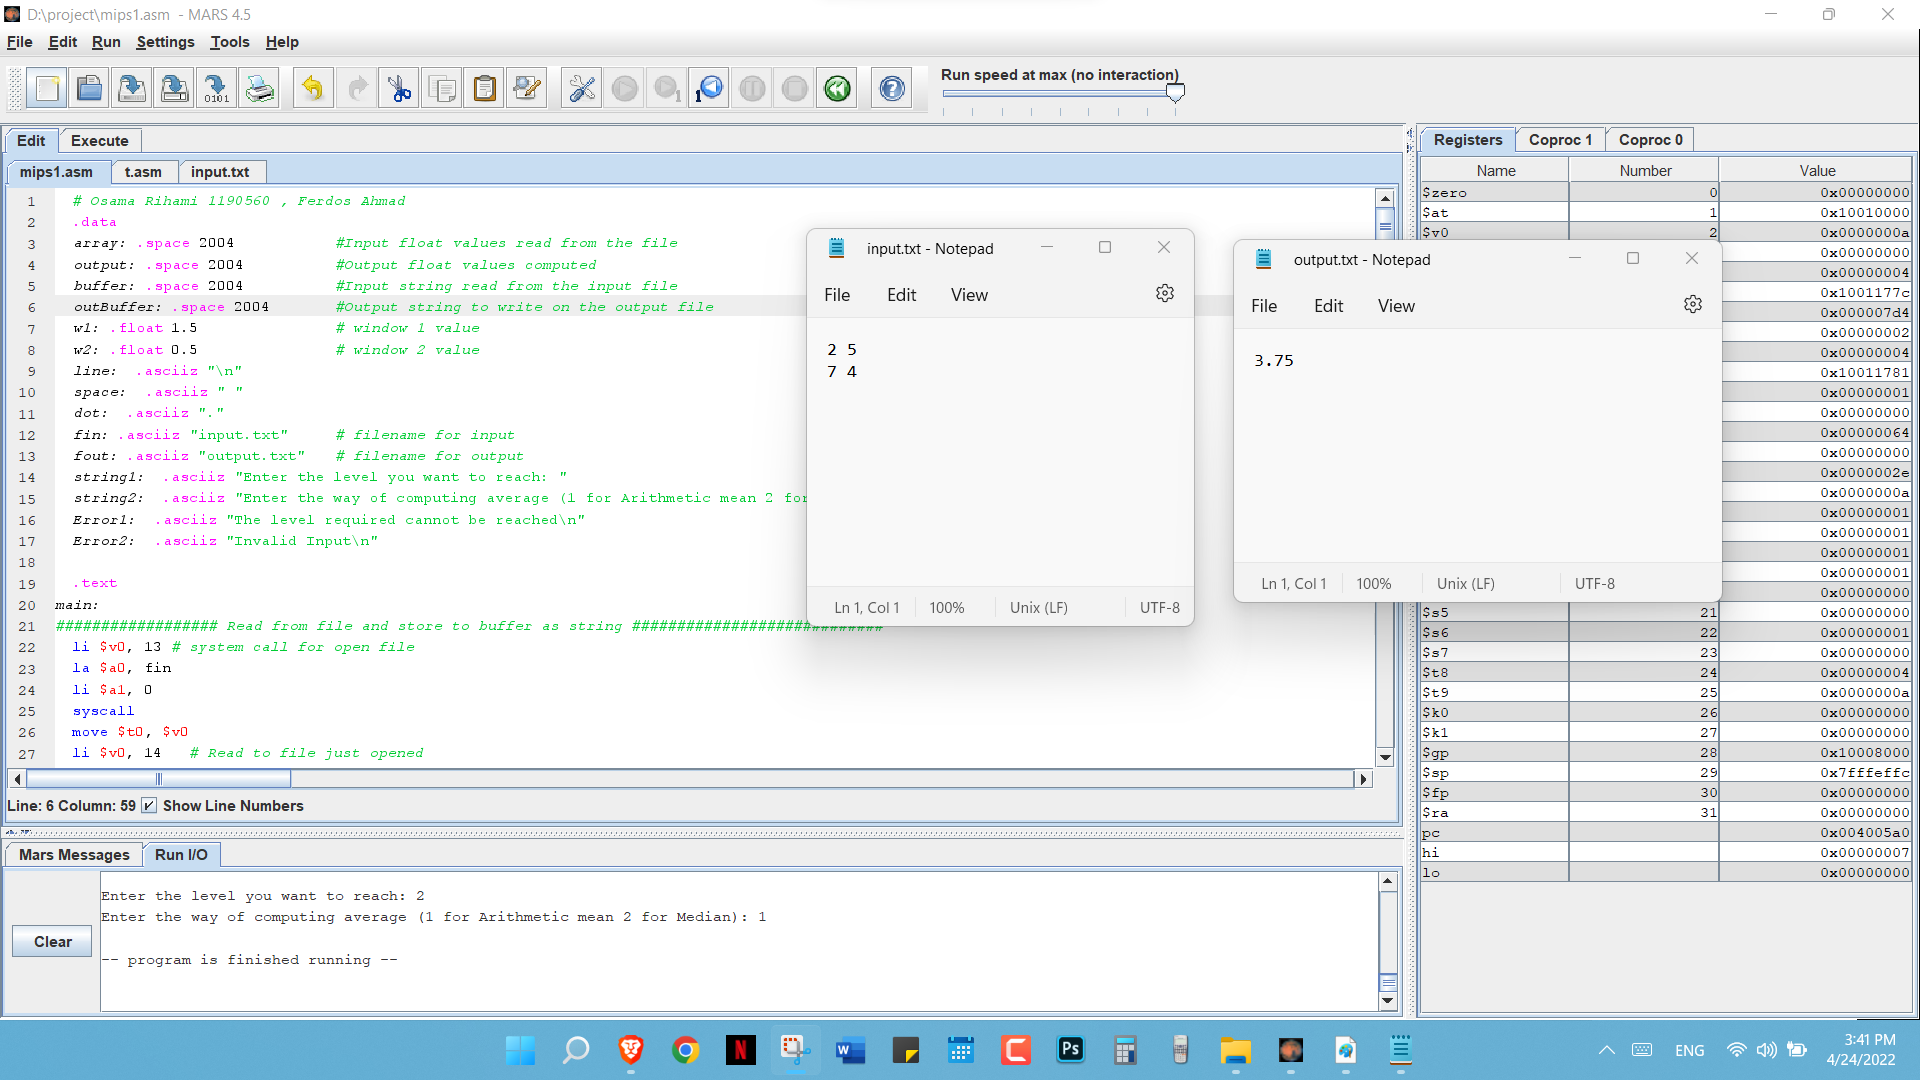 D:\project\mips1.asm - MARS 4.5
File Edit Run Settings Tools Help
Run speed at max (no interaction)
Edit Execute
mips1.asm t.asm input.txt
1 # Osama Rihami 1190560 , Ferdos Ahmad
2 .data
3 array: .space 2004 #Input float values read from the file
4 output: .space 2004 #Output float values computed
5 buffer: .space 2004 #Input string read from the input file
6 outBuffer: .space 2004 #Output string to write on the output file
7 w1: .float 1.5 # window 1 value
8 w2: .float 0.5 # window 2 value
9 line: .asciiz "\n"
10 space: .asciiz " "
11 dot: .asciiz "."
12 fin: .asciiz "input.txt" # filename for input
13 fout: .asciiz "output.txt" # filename for output
14 string1: .asciiz "Enter the level you want to reach: "
15 string2: .asciiz "Enter the way of computing average (1 for Arithmetic mean 2 for
16 Error1: .asciiz "The level required cannot be reached\n"
17 Error2: .asciiz "Invalid Input\n"
18
19 .text
20 main:
21 ################## Read from file and store to buffer as string ############################
22 li $v0, 13 # system call for open file
23 la $a0, fin
24 li $a1, 0
25 syscall
26 move $t0, $v0
27 li $v0, 14 # Read to file just opened
Line: 6 Column: 59 Show Line Numbers
input.txt - Notepad
File Edit View
2 5
7 4
Ln 1, Col 1 100% Unix (LF) UTF-8
output.txt - Notepad
File Edit View
3.75
Ln 1, Col 1 100% Unix (LF) UTF-8
Registers Coproc 1 Coproc 0
Name Number Value
$zero 0 0x00000000
$at 1 0x10010000
$v0 2 0x0000000a
0x00000000
0x00000004
0x1001177c
0x000007d4
0x00000002
0x00000004
0x10011781
0x00000001
0x00000000
0x00000064
0x00000000
0x0000002e
0x0000000a
0x00000001
0x00000001
0x00000001
0x00000001
0x00000000
$s5 21 0x00000000
$s6 22 0x00000001
$s7 23 0x00000000
$t8 24 0x00000004
$t9 25 0x0000000a
$k0 26 0x00000000
$k1 27 0x00000000
$gp 28 0x10008000
$sp 29 0x7fffeffc
$fp 30 0x00000000
$ra 31 0x00000000
pc 0x004005a0
hi 0x00000007
lo 0x00000000
Mars Messages Run I/O
Clear
Enter the level you want to reach: 2
Enter the way of computing average (1 for Arithmetic mean 2 for Median): 1
-- program is finished running --
ENG
3:41 PM
4/24/2022